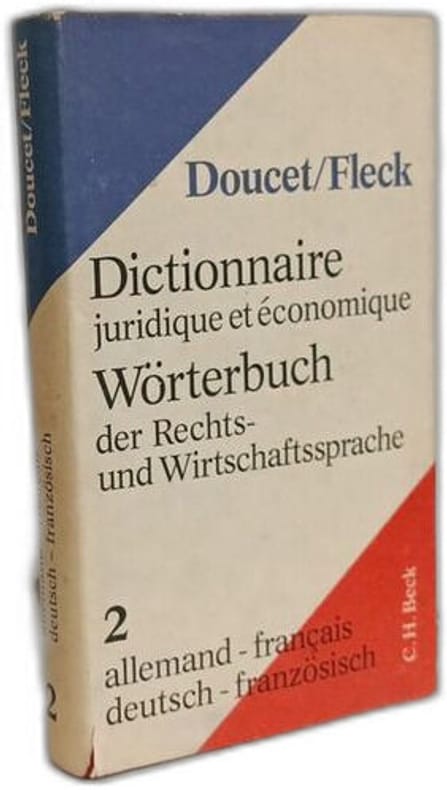 Doucet/Fleck
Doucet/Fleck
Dictionnaire
juridique et économique
Wörterbuch
der Rechts-
und Wirtschaftssprache
2
allemand - français
deutsch - französisch
C. H. Beck
deutsch - französisch
2